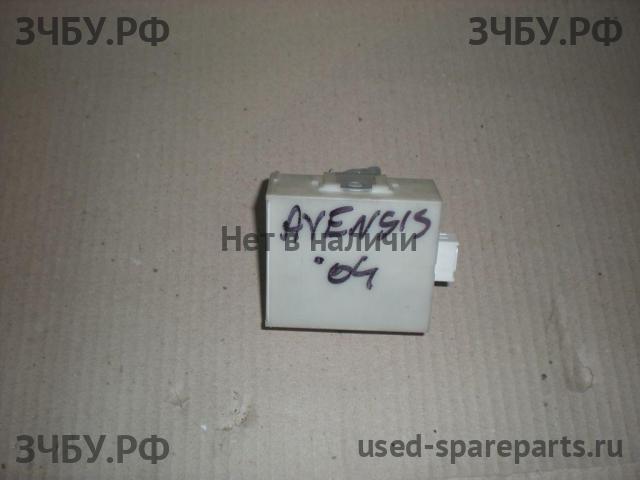 ЗЧБУ.РФ ЗЧБУ.РФ
AVENSIS
Нет в наличи
'04
ЗЧБУ.РФ used-spareparts.ru